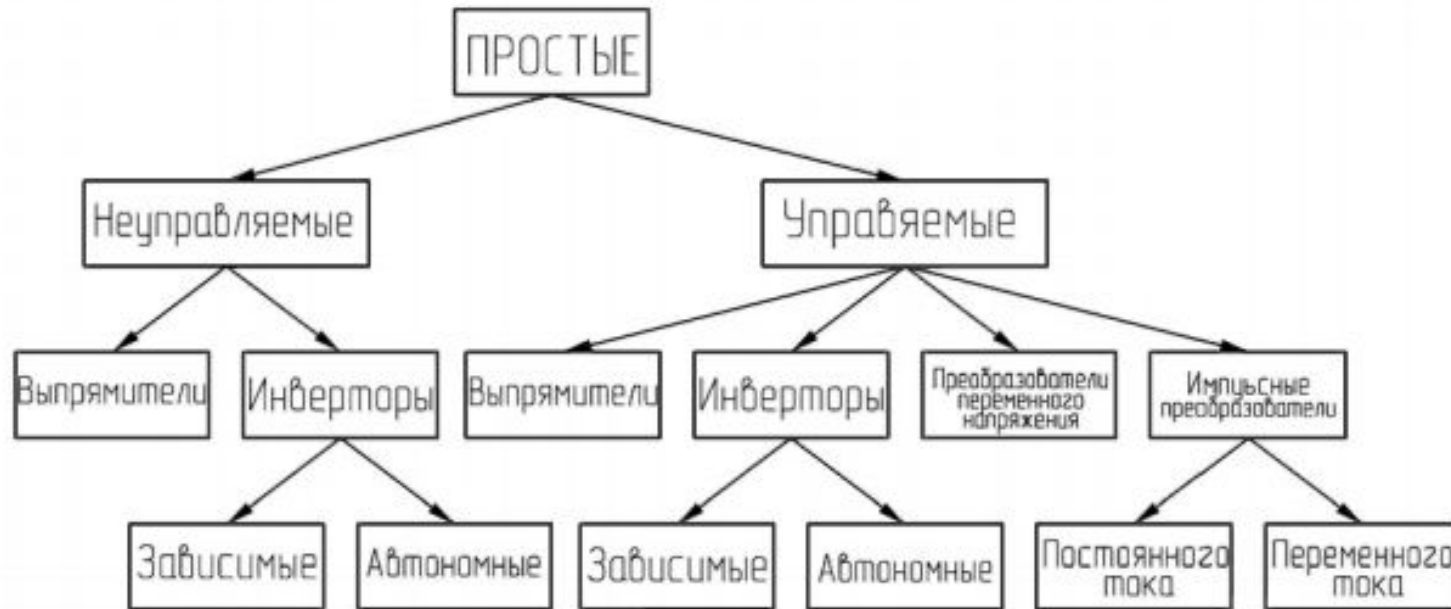 ПРОСТЫЕ
Неуправляемые
Управяемые
Выпрямители
Инверторы
Выпрямители
Инверторы
Преобразователи
переменного
напряжения
Импуьсные
преобразователи
Зависимые
Автономные
Зависимые
Автономные
Постоянного
тока
Переменного
тока